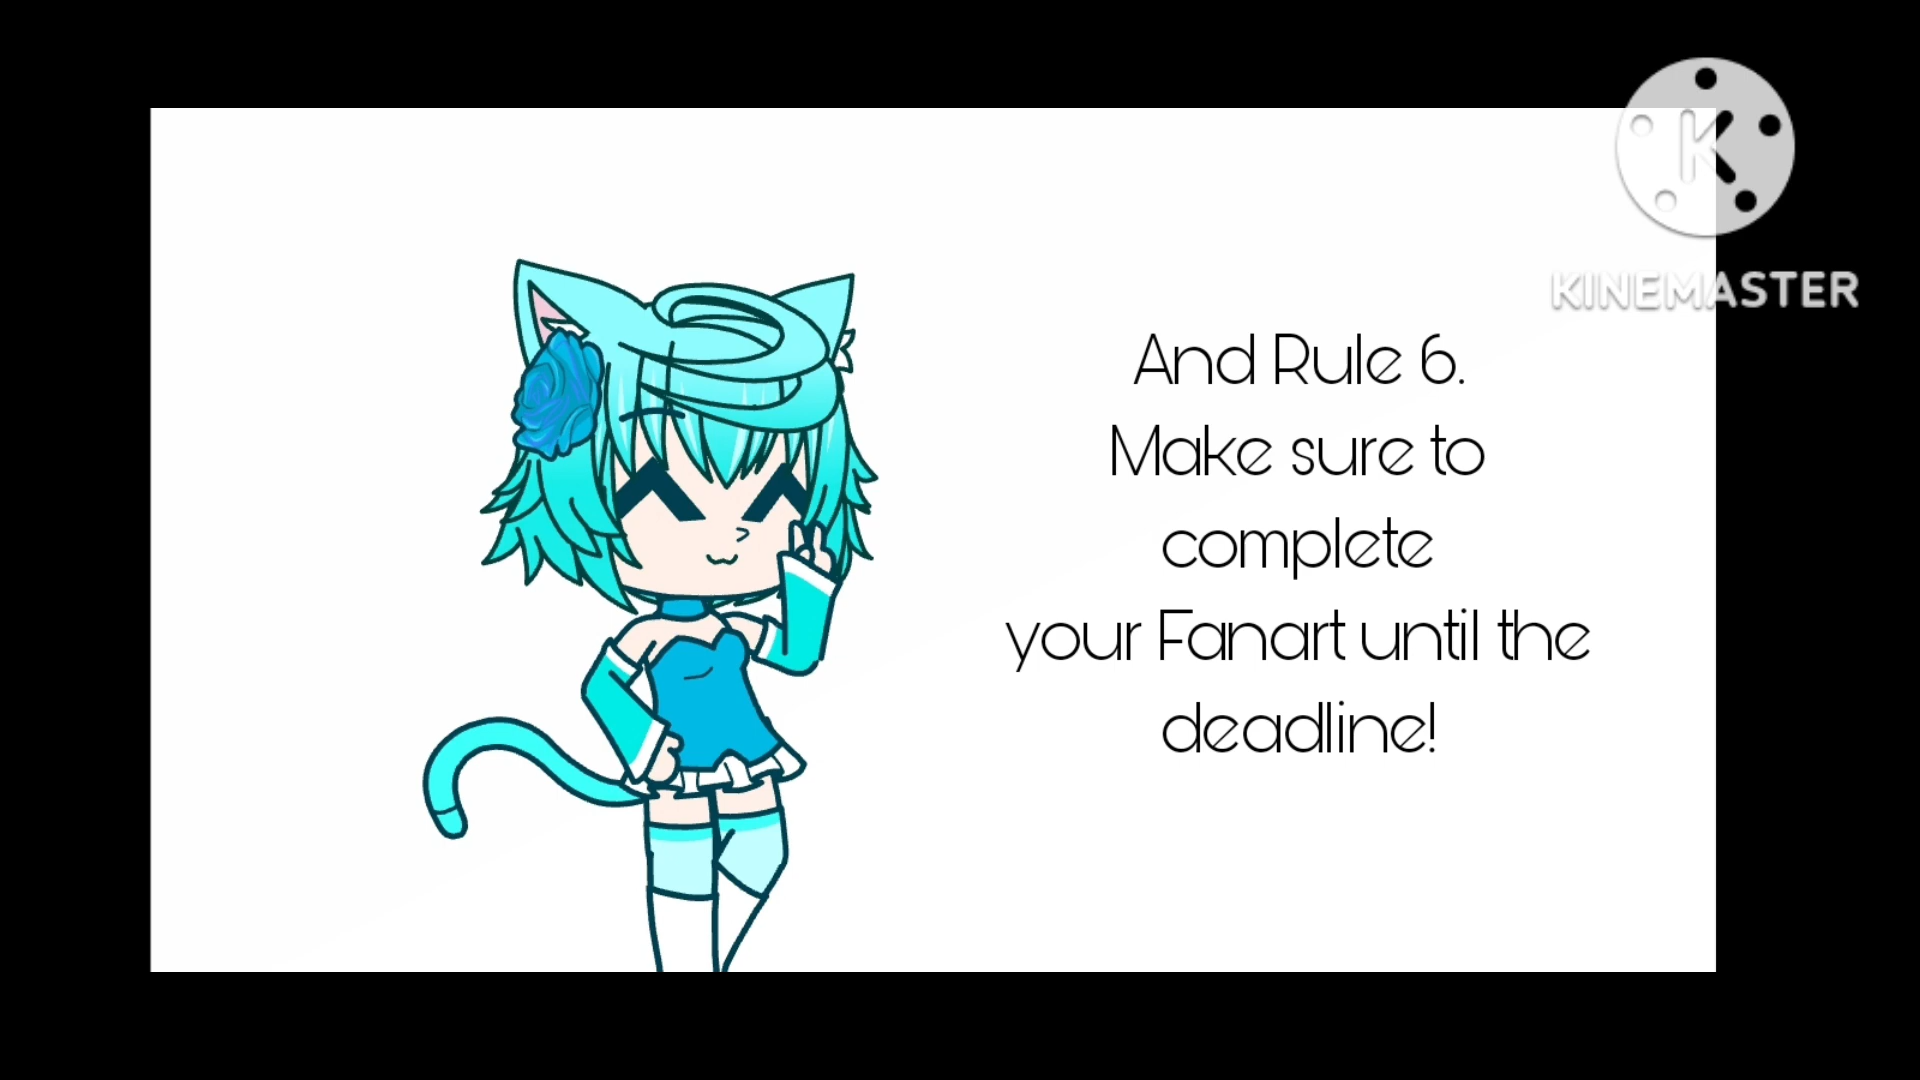 KINEMASTER
And Rule 6.
Make sure to
complete
your Fanart until the
deadline!